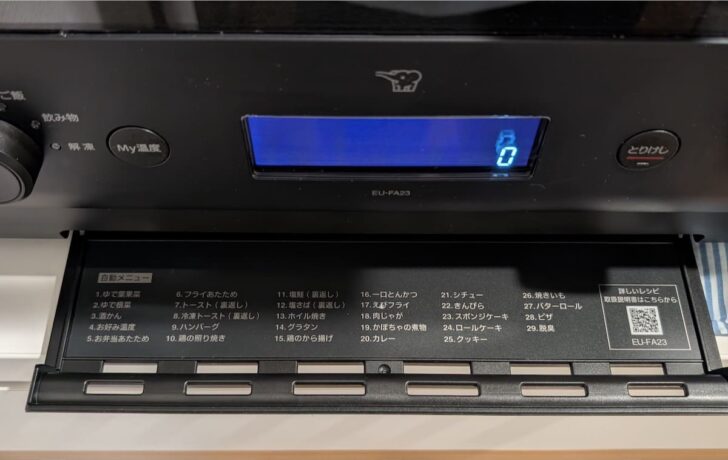 ご飯
飲み物
解凍
My温度
0
とりけし
EU-FA23
自動メニュー
1.ゆで葉果菜
2.ゆで根菜
3.酒かん
4.お好み温度
5.お弁当あたため
6.フライあたため
7.トースト(裏返し)
8.冷凍トースト(裏返し)
9.ハンバーグ
10.鶏の照り焼き
11.塩鮭(裏返し)
12.塩さば(裏返し)
13.ホイル焼き
14.グラタン
15.鶏のから揚げ
16.一口とんかつ
17.えびフライ
18.肉じゃが
19.かぼちゃの煮物
20.カレー
21.シチュー
22.きんぴら
23.スポンジケーキ
24.ロールケーキ
25.クッキー
26.焼きいも
27.バターロール
28.ピザ
29.脱臭
詳しいレシピ
取扱説明書はこちらから
EU-FA23